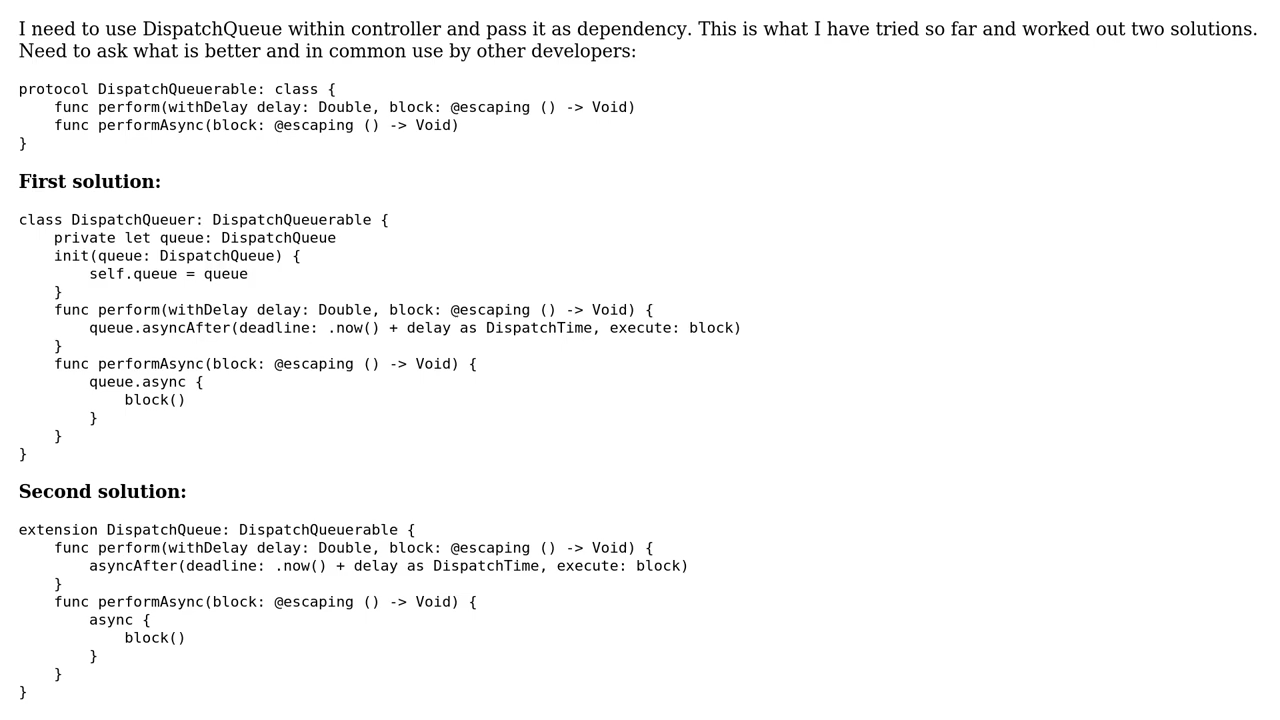 I need to use DispatchQueue within controller and pass it as dependency. This is what I have tried so far and worked out two solutions.
Need to ask what is better and in common use by other developers:
protocol DispatchQueuerable: class {
    func perform(withDelay delay: Double, block: @escaping () -> Void)
    func performAsync(block: @escaping () -> Void)
}
First solution:
class DispatchQueuer: DispatchQueuerable {
    private let queue: DispatchQueue
    init(queue: DispatchQueue) {
        self.queue = queue
    }
    func perform(withDelay delay: Double, block: @escaping () -> Void) {
        queue.asyncAfter(deadline: .now() + delay as DispatchTime, execute: block)
    }
    func performAsync(block: @escaping () -> Void) {
        queue.async {
            block()
        }
    }
}
Second solution:
extension DispatchQueue: DispatchQueuerable {
    func perform(withDelay delay: Double, block: @escaping () -> Void) {
        asyncAfter(deadline: .now() + delay as DispatchTime, execute: block)
    }
    func performAsync(block: @escaping () -> Void) {
        async {
            block()
        }
    }
}